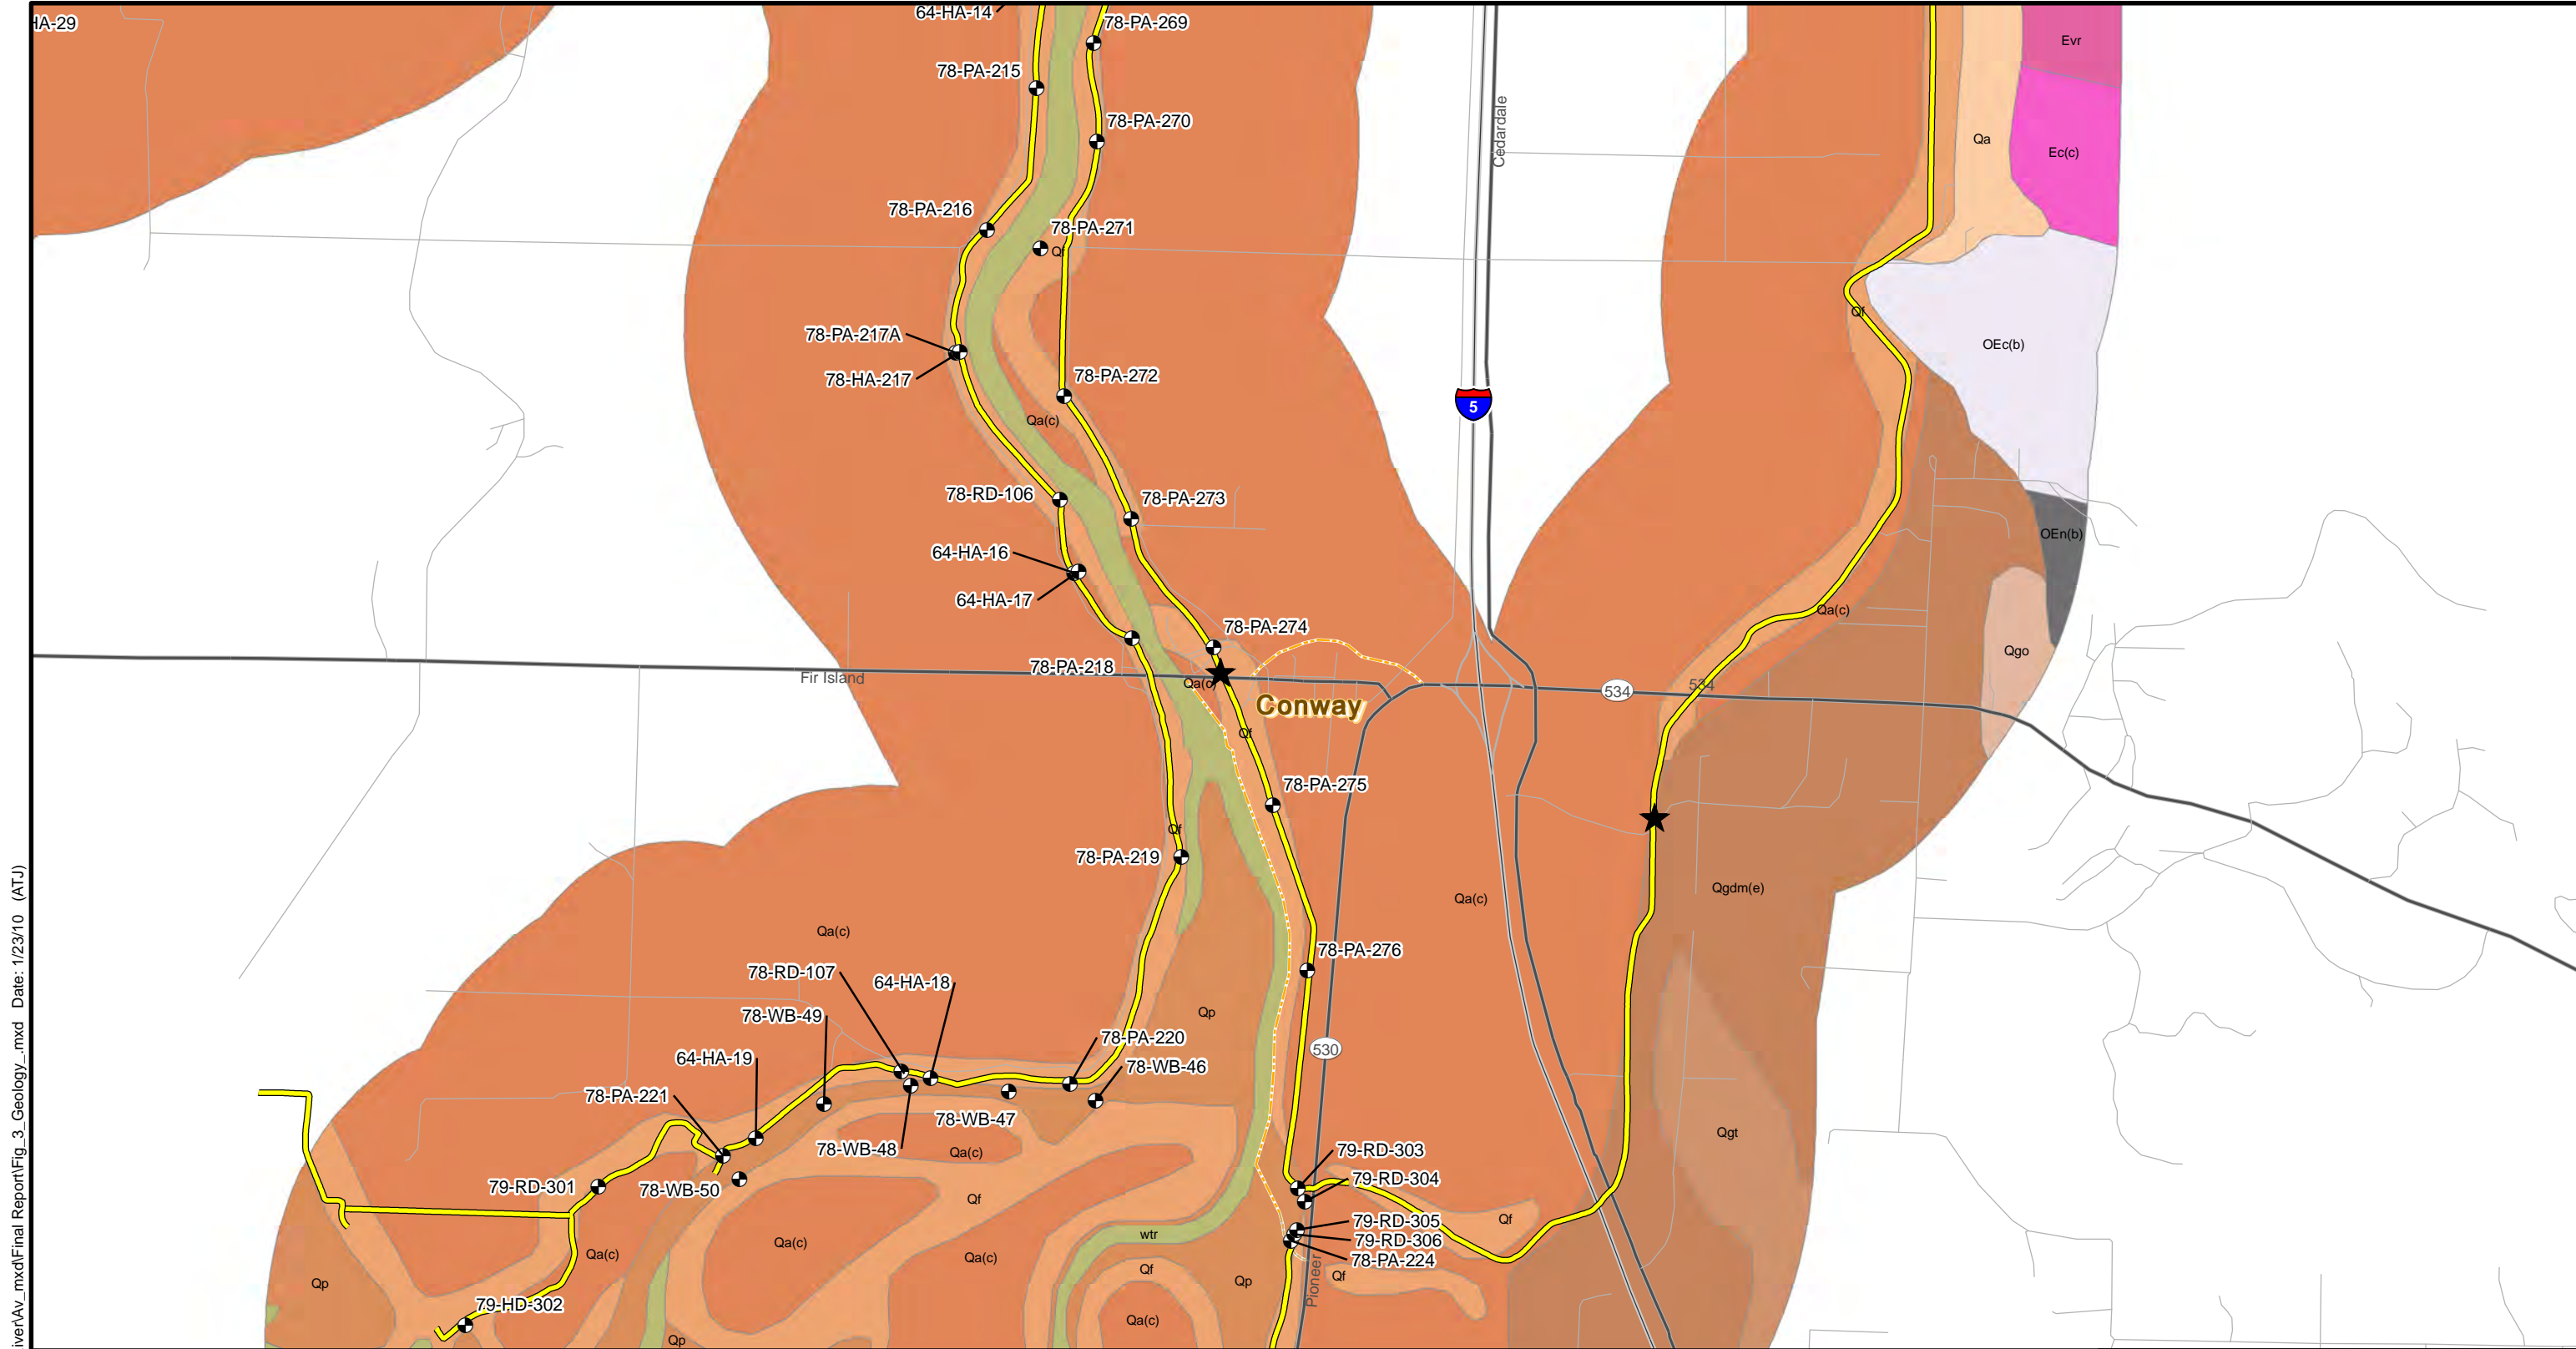 HA-29
64-HA-14
78-PA-269
Evr
78-PA-215
78-PA-270
Cedardale
Qa
Ec(c)
78-PA-216
78-PA-271
Qf
Qf
78-PA-217A
OEc(b)
78-HA-217
78-PA-272
5
Qa(c)
78-RD-106
78-PA-273
OEn(b)
64-HA-16
64-HA-17
Qa(c)
78-PA-274
Qgo
78-PA-218
Fir Island
Qa(c)
534
534
Conway
Qf
78-PA-275
Qf
78-PA-219
Qgdm(e)
Qa(c)
Qa(c)
78-PA-276
78-RD-107
64-HA-18
Qp
78-WB-49
78-PA-220
530
64-HA-19
78-WB-46
78-PA-221
78-WB-47
Qgt
78-WB-48
Qa(c)
79-RD-303
79-RD-304
79-RD-301
78-WB-50
Qf
Qf
79-RD-305
wtr
79-RD-306
Qa(c)
Qa(c)
Qa(c)
78-PA-224
Qf
Qf
Qp
Qp
Pioneer
79-HD-302
Qa(c)
Qp
iver\Av_mxd\Final Report\Fig_3_Geology_.mxd Date: 1/23/10 (ATJ)